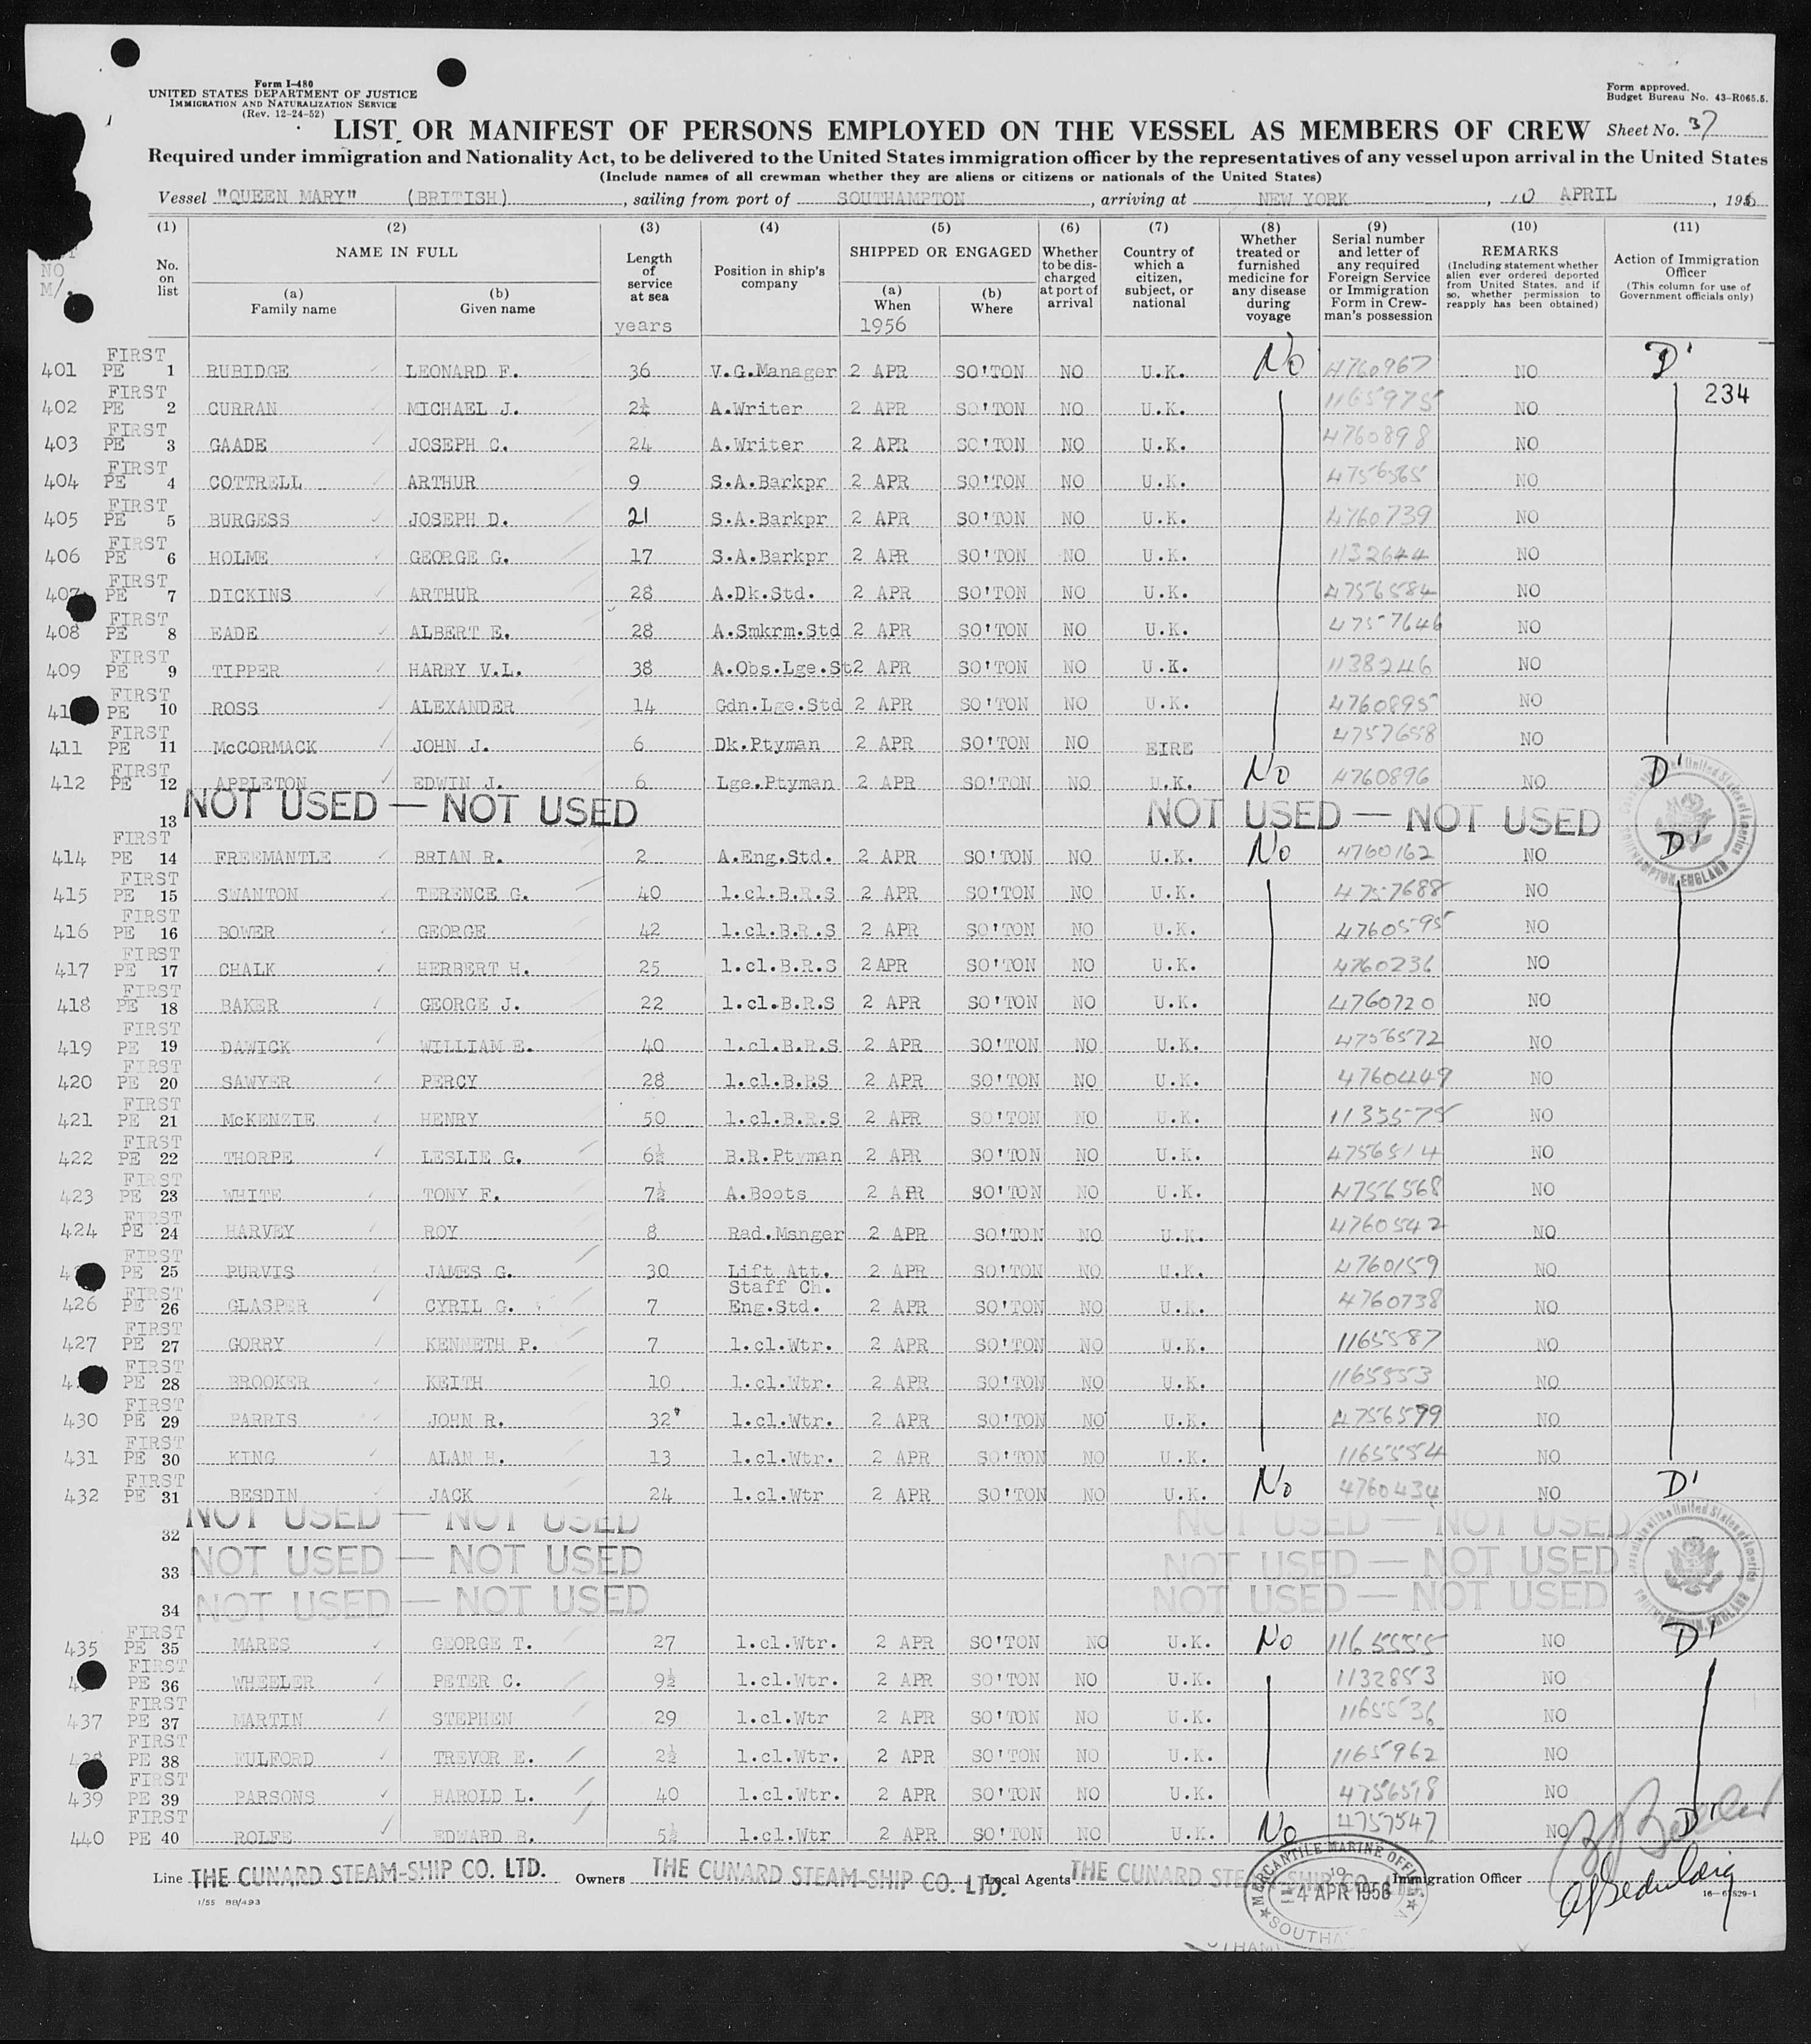 Form I-480
UNITED STATES DEPARTMENT OF JUSTICE
IMMIGRATION AND NATURALIZATION SERVICE
(Rev. 12-24-52)
Form approved.
Budget Bureau No. 43-R065.5.
LIST OR MANIFEST OF PERSONS EMPLOYED ON THE VESSEL AS MEMBERS OF CREW Sheet No. 37
Required under immigration and Nationality Act, to be delivered to the United States immigration officer by the representatives of any vessel upon arrival in the United States
(Include names of all crewman whether they are aliens or citizens or nationals of the United States)
Vessel "QUEEN MARY" (BRITISH), sailing from port of SOUTHAMPTON, arriving at NEW YORK, 10 APRIL, 1956
NO
M/.
(1) No. on list
(2) NAME IN FULL
(a) Family name
(b) Given name
(3) Length of service at sea
years
(4) Position in ship's company
(5) SHIPPED OR ENGAGED
(a) When
1956
(b) Where
(6) Whether to be discharged at port of arrival
(7) Country of which a citizen, subject, or national
(8) Whether treated or furnished medicine for any disease during voyage
(9) Serial number and letter of any required Foreign Service or Immigration Form in Crewman's possession
(10) REMARKS
(Including statement whether alien ever ordered deported from United States, and if so, whether permission to reapply has been obtained)
(11) Action of Immigration Officer
(This column for use of Government officials only)
401 FIRST PE 1 RUBIDGE LEONARD F. 36 V.G.Manager 2 APR SO'TON NO U.K. No 4760967 NO D'
234
402 FIRST PE 2 CURRAN MICHAEL J. 2¼ A.Writer 2 APR SO'TON NO U.K. 1165975 NO
403 FIRST PE 3 GAADE JOSEPH C. 24 A.Writer 2 APR SO'TON NO U.K. 4760898 NO
404 FIRST PE 4 COTTRELL ARTHUR 9 S.A.Barkpr 2 APR SO'TON NO U.K. 4756565 NO
405 FIRST PE 5 BURGESS JOSEPH D. 21 S.A.Barkpr 2 APR SO'TON NO U.K. 4760739 NO
406 FIRST PE 6 HOLME GEORGE G. 17 S.A.Barkpr 2 APR SO'TON NO U.K. 1132644 NO
407 FIRST PE 7 DICKINS ARTHUR 28 A.Dk.Std. 2 APR SO'TON NO U.K. 4756584 NO
408 FIRST PE 8 EADE ALBERT E. 28 A.Smkrm.Std 2 APR SO'TON NO U.K. 4757646 NO
409 FIRST PE 9 TIPPER HARRY V.L. 38 A.Obs.Lge.St 2 APR SO'TON NO U.K. 1138246 NO
FIRST PE 10 ROSS ALEXANDER 14 Gdn.Lge.Std 2 APR SO'TON NO U.K. 4760895 NO
411 FIRST PE 11 McCORMACK JOHN J. 6 Dk.Ptyman 2 APR SO'TON NO EIRE 4757658 NO
412 FIRST PE 12 APPLETON EDWIN J. 6 Lge.Ptyman 2 APR SO'TON NO U.K. No 4760896 NO D'
13 NOT USED — NOT USED NOT USED — NOT USED
414 FIRST PE 14 FREEMANTLE BRIAN R. 2 A.Eng.Std. 2 APR SO'TON NO U.K. No 4760162 NO D'
415 FIRST PE 15 SWANTON TERENCE G. 40 1.cl.B.R.S 2 APR SO'TON NO U.K. 4757688 NO
416 FIRST PE 16 BOWER GEORGE 42 1.cl.B.R.S 2 APR SO'TON NO U.K. 4760595 NO
417 FIRST PE 17 CHALK HERBERT H. 25 1.cl.B.R.S 2 APR SO'TON NO U.K. 4760236 NO
418 FIRST PE 18 BAKER GEORGE J. 22 1.cl.B.R.S 2 APR SO'TON NO U.K. 4760720 NO
419 FIRST PE 19 DAWICK WILLIAM E. 40 1.cl.B.R.S 2 APR SO'TON NO U.K. 4756572 NO
420 FIRST PE 20 SAWYER PERCY 28 1.cl.B.RS 2 APR SO'TON NO U.K. 4760449 NO
421 FIRST PE 21 McKENZIE HENRY 50 1.cl.B.R.S 2 APR SO'TON NO U.K. 1133575 NO
422 FIRST PE 22 THORPE LESLIE G. 6½ B.R.Ptyman 2 APR SO'TON NO U.K. 4756514 NO
423 FIRST PE 23 WHITE TONY F. 7½ A.Boots 2 APR SO'TON NO U.K. 4756568 NO
424 FIRST PE 24 HARVEY ROY 8 Rad.Msnger 2 APR SO'TON NO U.K. 4760542 NO
FIRST PE 25 PURVIS JAMES G. 30 Lift Att. 2 APR SO'TON NO U.K. 4760159 NO
426 FIRST PE 26 GLASPER CYRIL G. 7 Staff Ch. Eng.Std. 2 APR SO'TON NO U.K. 4760738 NO
427 FIRST PE 27 GORRY KENNETH P. 7 1.cl.Wtr. 2 APR SO'TON NO U.K. 1165587 NO
FIRST PE 28 BROOKER KEITH 10 1.cl.Wtr. 2 APR SO'TON NO U.K. 1165553 NO
430 FIRST PE 29 PARRIS JOHN R. 32 1.cl.Wtr. 2 APR SO'TON NO U.K. 4756599 NO
431 FIRST PE 30 KING ALAN H. 13 1.cl.Wtr. 2 APR SO'TON NO U.K. 1165554 NO
432 FIRST PE 31 BESDIN JACK 24 1.cl.Wtr 2 APR SO'TON NO U.K. No 4760434 NO D'
32 NOT USED — NOT USED NOT USED — NOT USED
33 NOT USED — NOT USED NOT USED — NOT USED
34 NOT USED — NOT USED NOT USED — NOT USED
435 FIRST PE 35 MARES GEORGE T. 27 1.cl.Wtr. 2 APR SO'TON NO U.K. No 1165555 NO D'
FIRST PE 36 WHEELER PETER C. 9½ 1.cl.Wtr. 2 APR SO'TON NO U.K. 1132853 NO
437 FIRST PE 37 MARTIN STEPHEN 29 1.cl.Wtr 2 APR SO'TON NO U.K. 1165536 NO
FIRST PE 38 FULFORD TREVOR E. 2½ 1.cl.Wtr. 2 APR SO'TON NO U.K. 1165962 NO
439 FIRST PE 39 PARSONS HAROLD L. 40 1.cl.Wtr. 2 APR SO'TON NO U.K. 4756518 NO
440 FIRST PE 40 ROLFE EDWARD R. 5½ 1.cl.Wtr 2 APR SO'TON NO U.K. No 4757547 NO D'
Line THE CUNARD STEAM-SHIP CO. LTD. Owners THE CUNARD STEAM-SHIP CO. LTD. Local Agents THE CUNARD STEAM-SHIP CO. Immigration Officer
MERCANTILE MARINE OFFICE
4 APR 1956
1/55 88/493